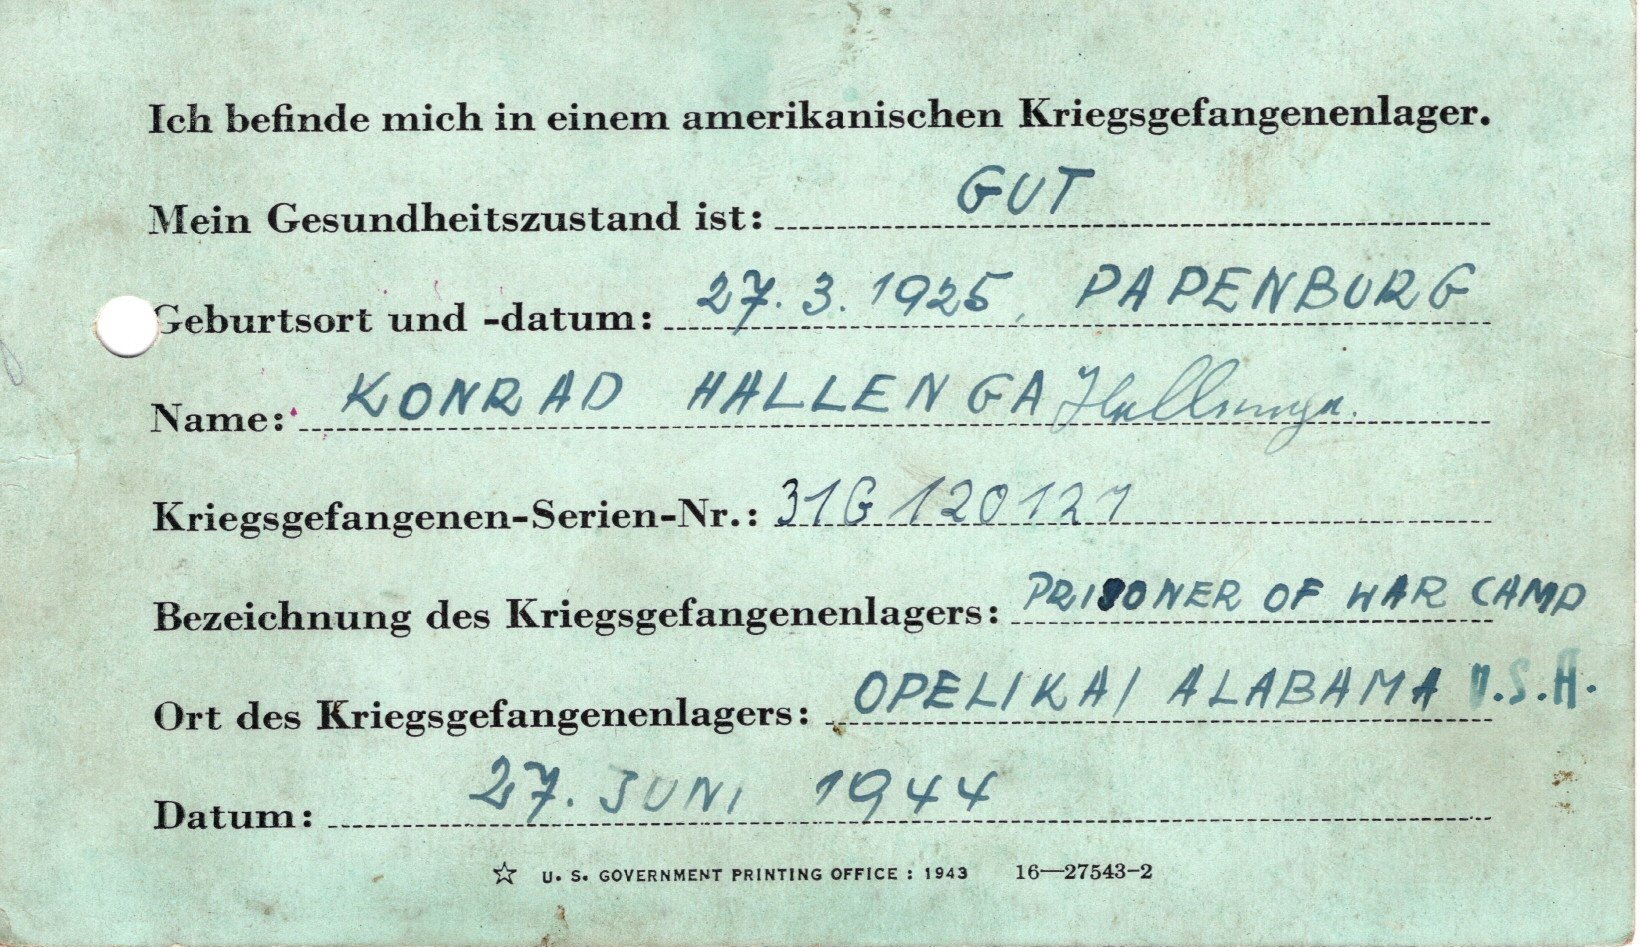 Ich befinde mich in einem amerikanischen Kriegsgefangenenlager.
Mein Gesundheitszustand ist: GUT
Geburtsort und -datum: 27. 3. 1925, PAPENBURG
Name: KONRAD HALLENGA Hallenga.
Kriegsgefangenen-Serien-Nr.: 31G 120121
Bezeichnung des Kriegsgefangenenlagers: PRISONER OF WAR CAMP
Ort des Kriegsgefangenenlagers: OPELIKA/ ALABAMA U.S.A.
Datum: 27. JUNI 1944
☆ U. S. GOVERNMENT PRINTING OFFICE : 1943 16—27543-2